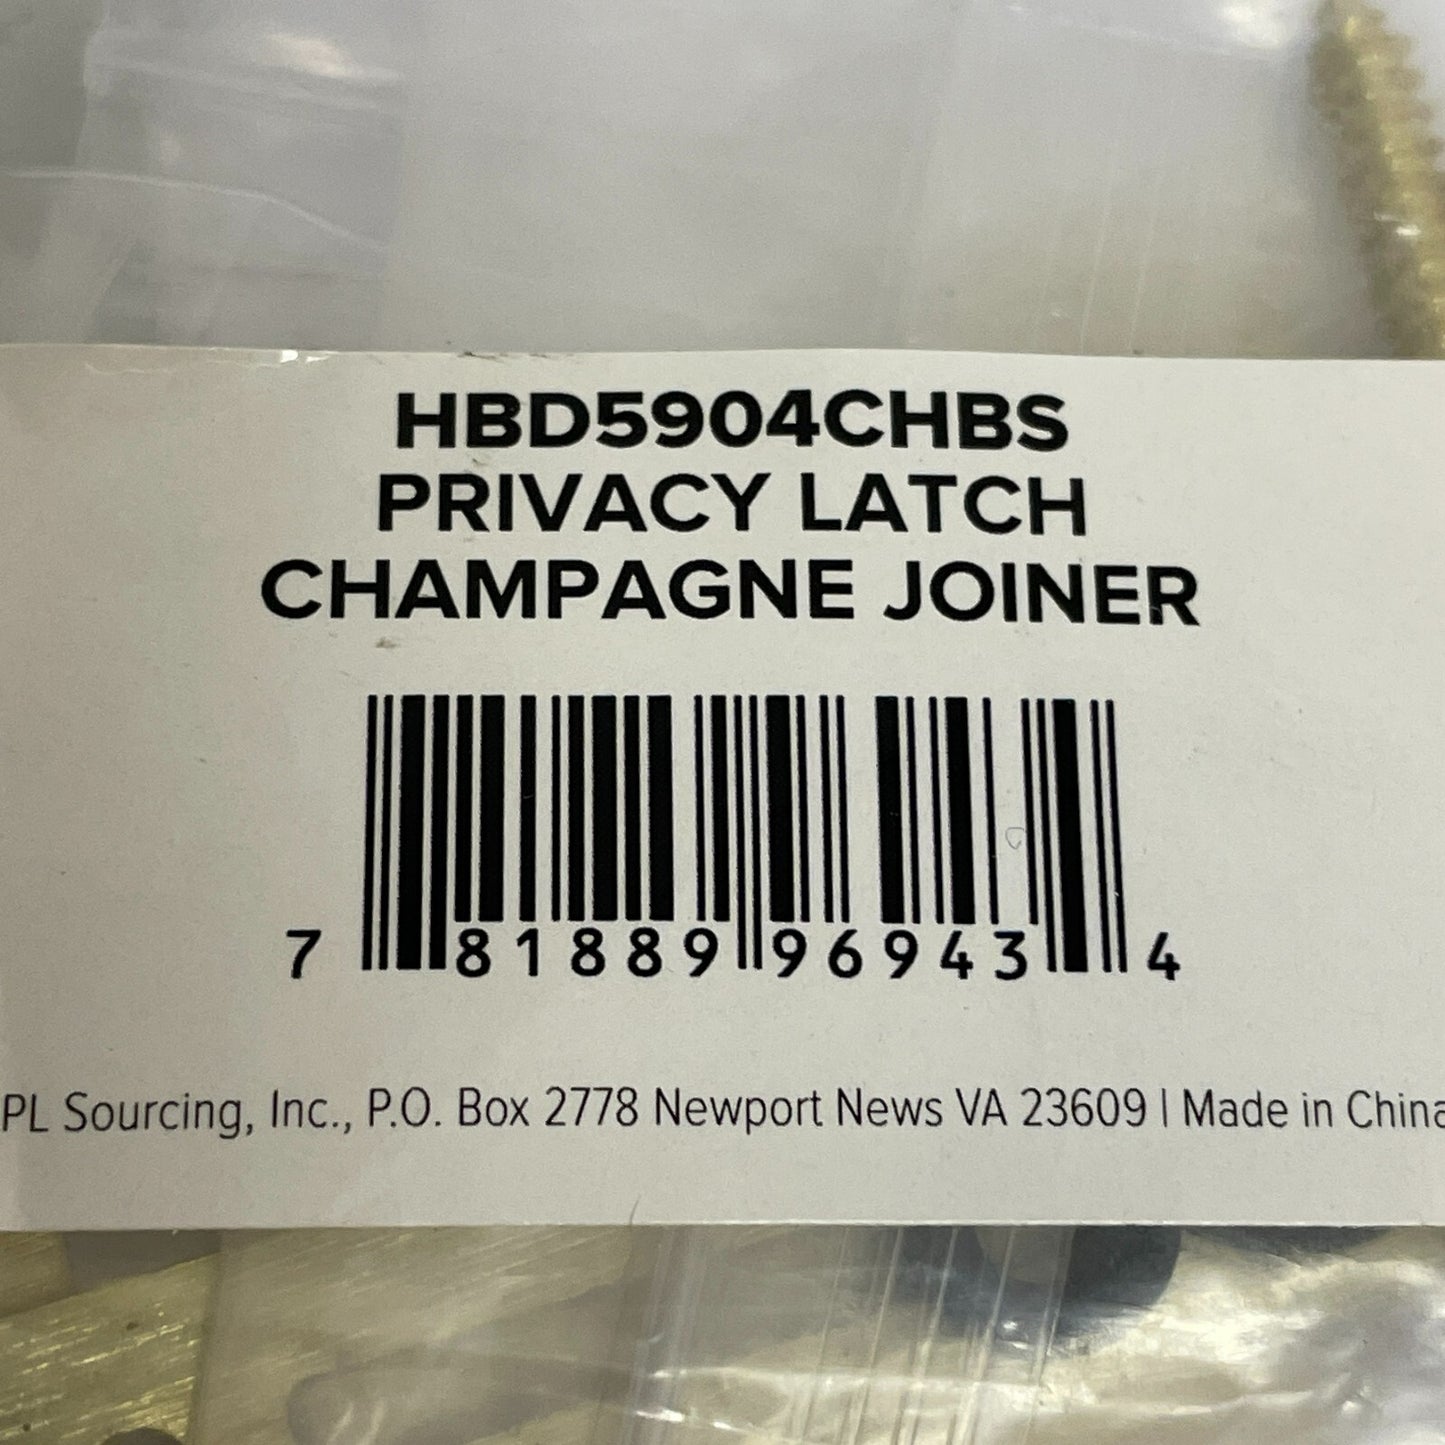 HBD5904CHBS
PRIVACY LATCH
CHAMPAGNE JOINER
7 81889 96943 4
PL Sourcing, Inc., P.O. Box 2778 Newport News VA 23609 | Made in China